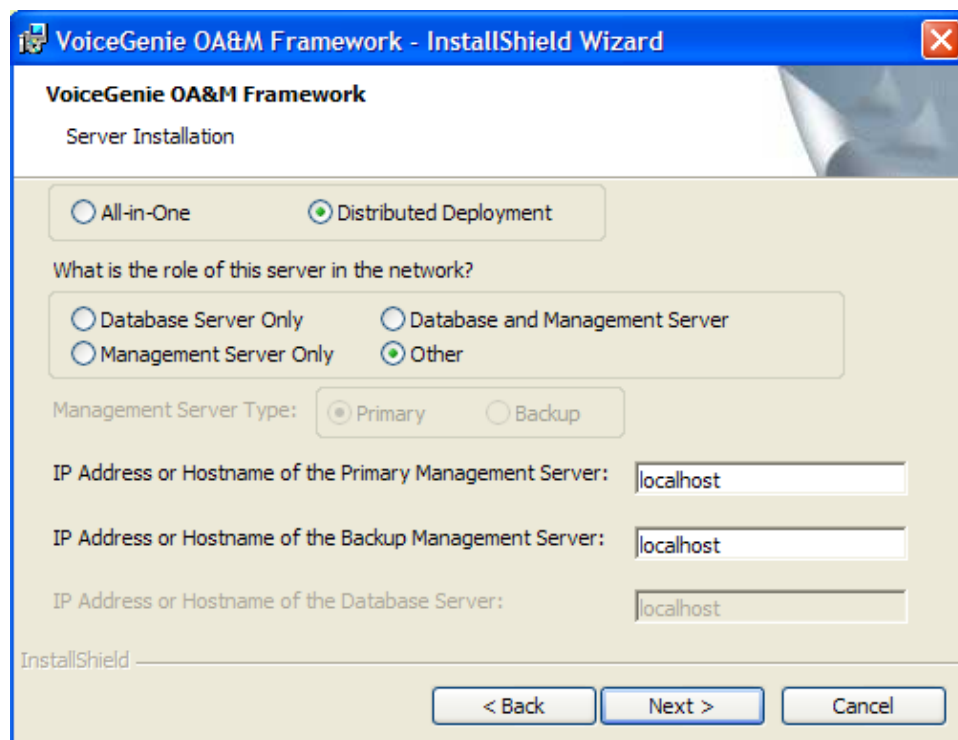 VoiceGenie OA&M Framework - InstallShield Wizard
VoiceGenie OA&M Framework
Server Installation
All-in-One Distributed Deployment
What is the role of this server in the network?
Database Server Only Database and Management Server
Management Server Only Other
Management Server Type: Primary Backup
IP Address or Hostname of the Primary Management Server: localhost
IP Address or Hostname of the Backup Management Server: localhost
IP Address or Hostname of the Database Server: localhost
InstallShield
< Back Next > Cancel